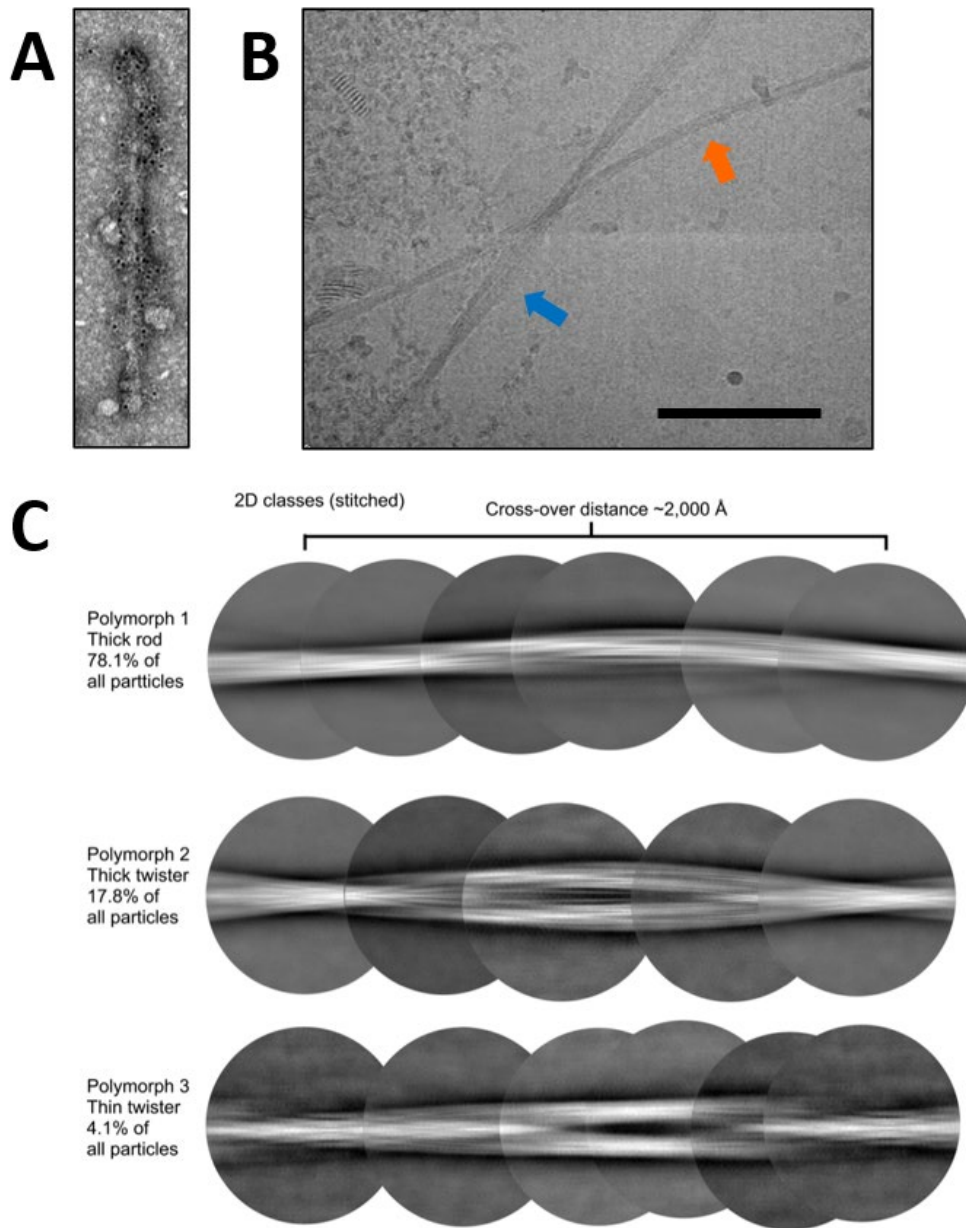 A
B
C
2D classes (stitched)
Cross-over distance ~2,000 Å
Polymorph 1
Thick rod
78.1% of
all partticles
Polymorph 2
Thick twister
17.8% of
all particles
Polymorph 3
Thin twister
4.1% of
all particles